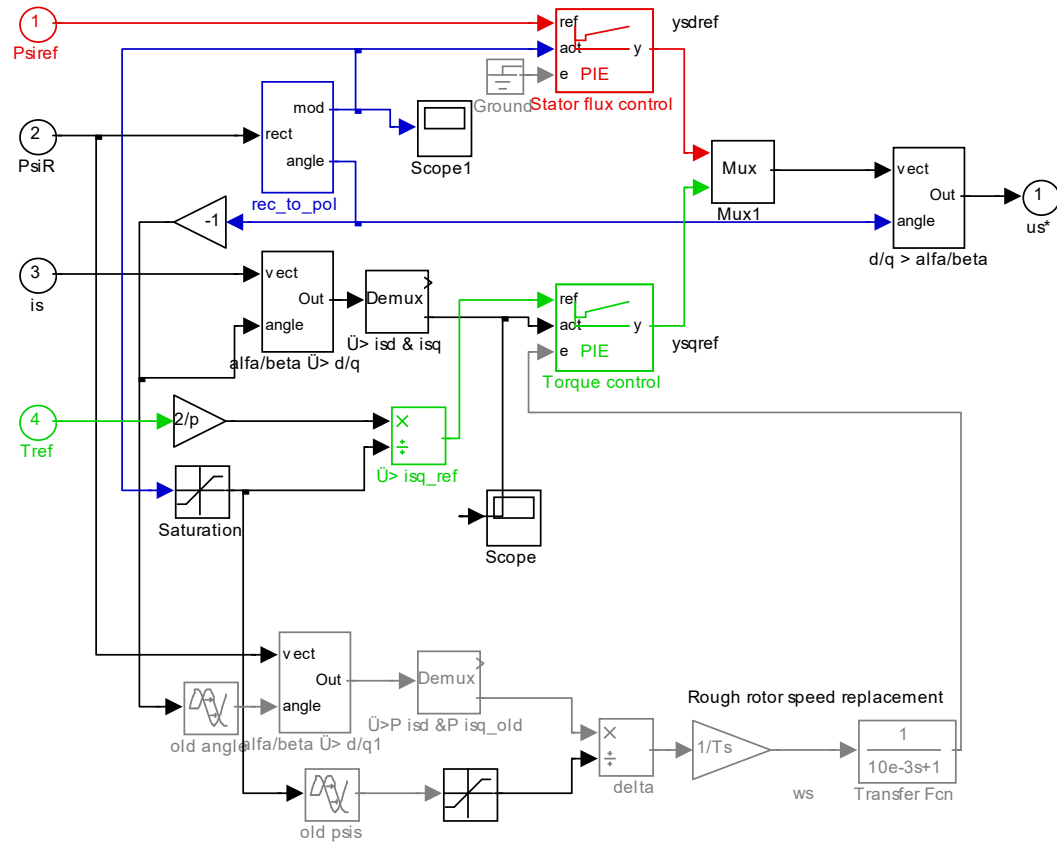 1
Psiref
ref
act
e
y
PIE
Stator flux control
ysdref
Ground
2
PsiR
rect
mod
angle
rec_to_pol
Scope1
Mux
Mux1
vect
Out
angle
d/q > alfa/beta
1
us*
-1
3
is
vect
Out
angle
alfa/beta Ü> d/q
Demux
Ü> isd & isq
ref
act
e
y
PIE
Torque control
ysqref
4
Tref
2/p
×
÷
Ü> isq_ref
Saturation
Scope
vect
Out
angle
alfa/beta Ü> d/q1
old angle
Demux
Ü>P isd &P isq_old
×
÷
delta
Rough rotor speed replacement
1/Ts
ws
1
10e-3s+1
Transfer Fcn
old psis